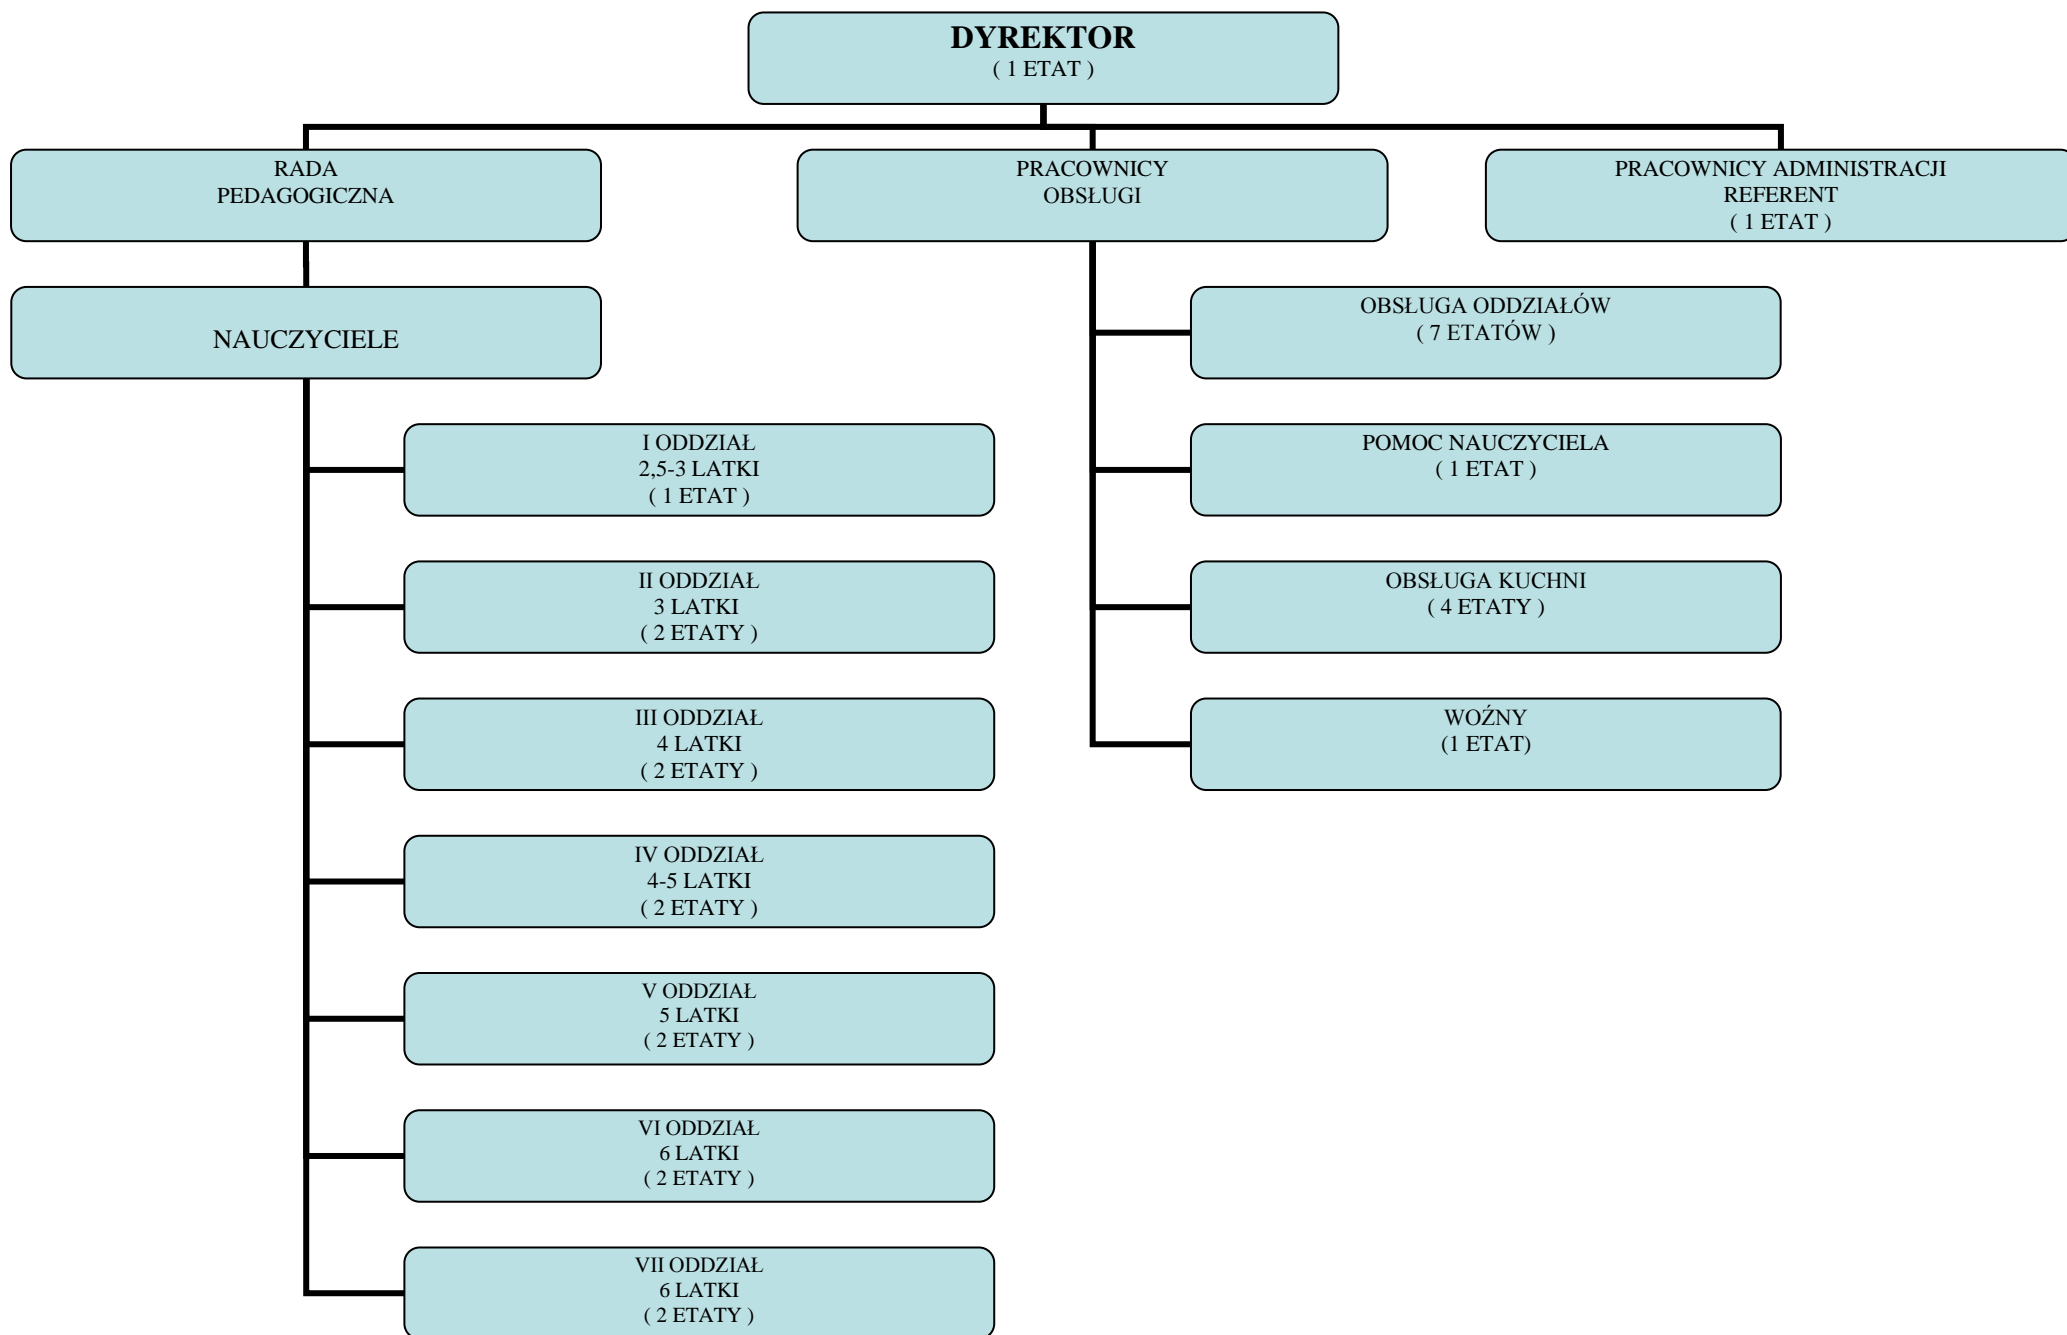 DYREKTOR
( 1 ETAT )
RADA
PEDAGOGICZNA
PRACOWNICY
OBSŁUGI
PRACOWNICY ADMINISTRACJI
REFERENT
( 1 ETAT )
NAUCZYCIELE
I ODDZIAŁ
2,5-3 LATKI
( 1 ETAT )
II ODDZIAŁ
3 LATKI
( 2 ETATY )
III ODDZIAŁ
4 LATKI
( 2 ETATY )
IV ODDZIAŁ
4-5 LATKI
( 2 ETATY )
V ODDZIAŁ
5 LATKI
( 2 ETATY )
VI ODDZIAŁ
6 LATKI
( 2 ETATY )
VII ODDZIAŁ
6 LATKI
( 2 ETATY )
OBSŁUGA ODDZIAŁÓW
( 7 ETATÓW )
POMOC NAUCZYCIELA
( 1 ETAT )
OBSŁUGA KUCHNI
( 4 ETATY )
WOŹNY
(1 ETAT)